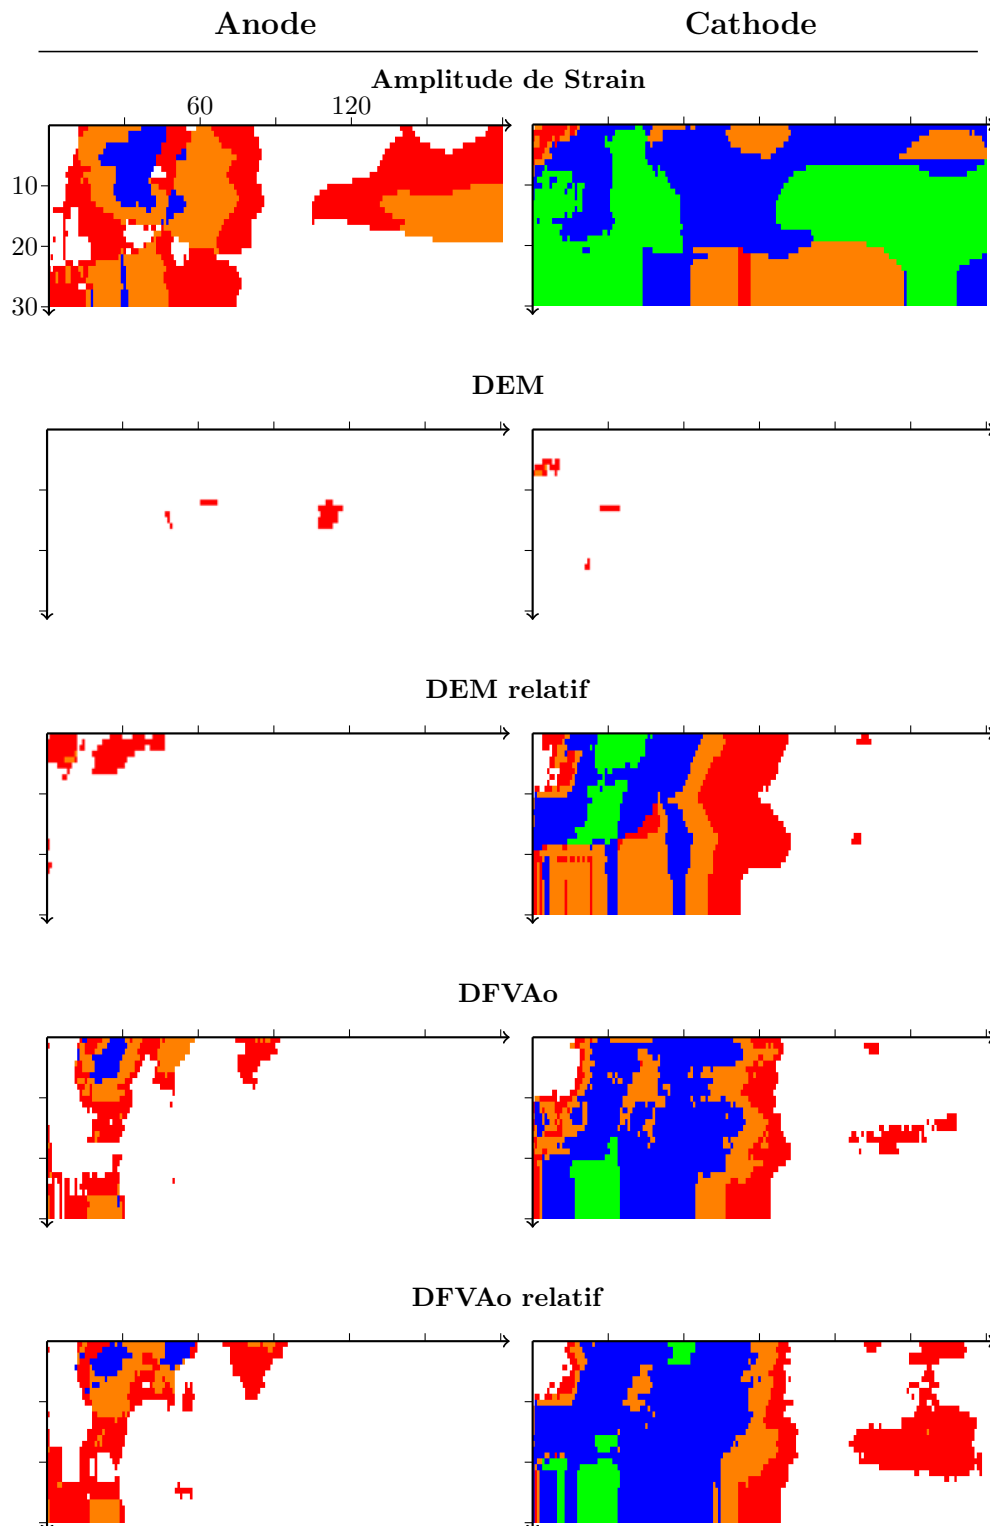 Anode Cathode
Amplitude de Strain
60 120
10
20
30
DEM
DEM relatif
DFVAo
DFVAo relatif